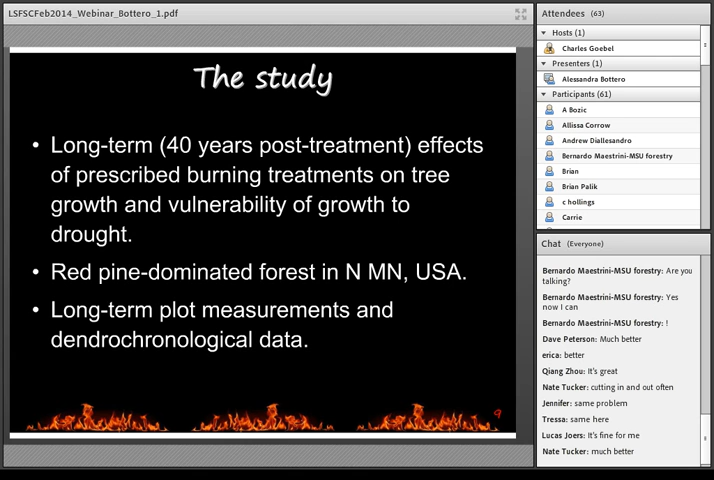 LSFSCFeb2014_Webinar_Bottero_1.pdf
The study
• Long-term (40 years post-treatment) effects
of prescribed burning treatments on tree
growth and vulnerability of growth to
drought.
• Red pine-dominated forest in N MN, USA.
• Long-term plot measurements and
dendrochronological data.
9
Attendees (63)
Hosts (1)
Charles Goebel
Presenters (1)
Alessandra Bottero
Participants (61)
A Bozic
Allissa Corrow
Andrew Diallesandro
Bernardo Maestrini-MSU forestry
Brian
Brian Palik
c hollings
Carrie
Chat (Everyone)
Bernardo Maestrini-MSU forestry: Are you
talking?
Bernardo Maestrini-MSU forestry: Yes
now I can
Bernardo Maestrini-MSU forestry: !
Dave Peterson: Much better
erica: better
Qiang Zhou: It's great
Nate Tucker: cutting in and out often
Jennifer: same problem
Tressa: same here
Lucas Joers: It's fine for me
Nate Tucker: much better